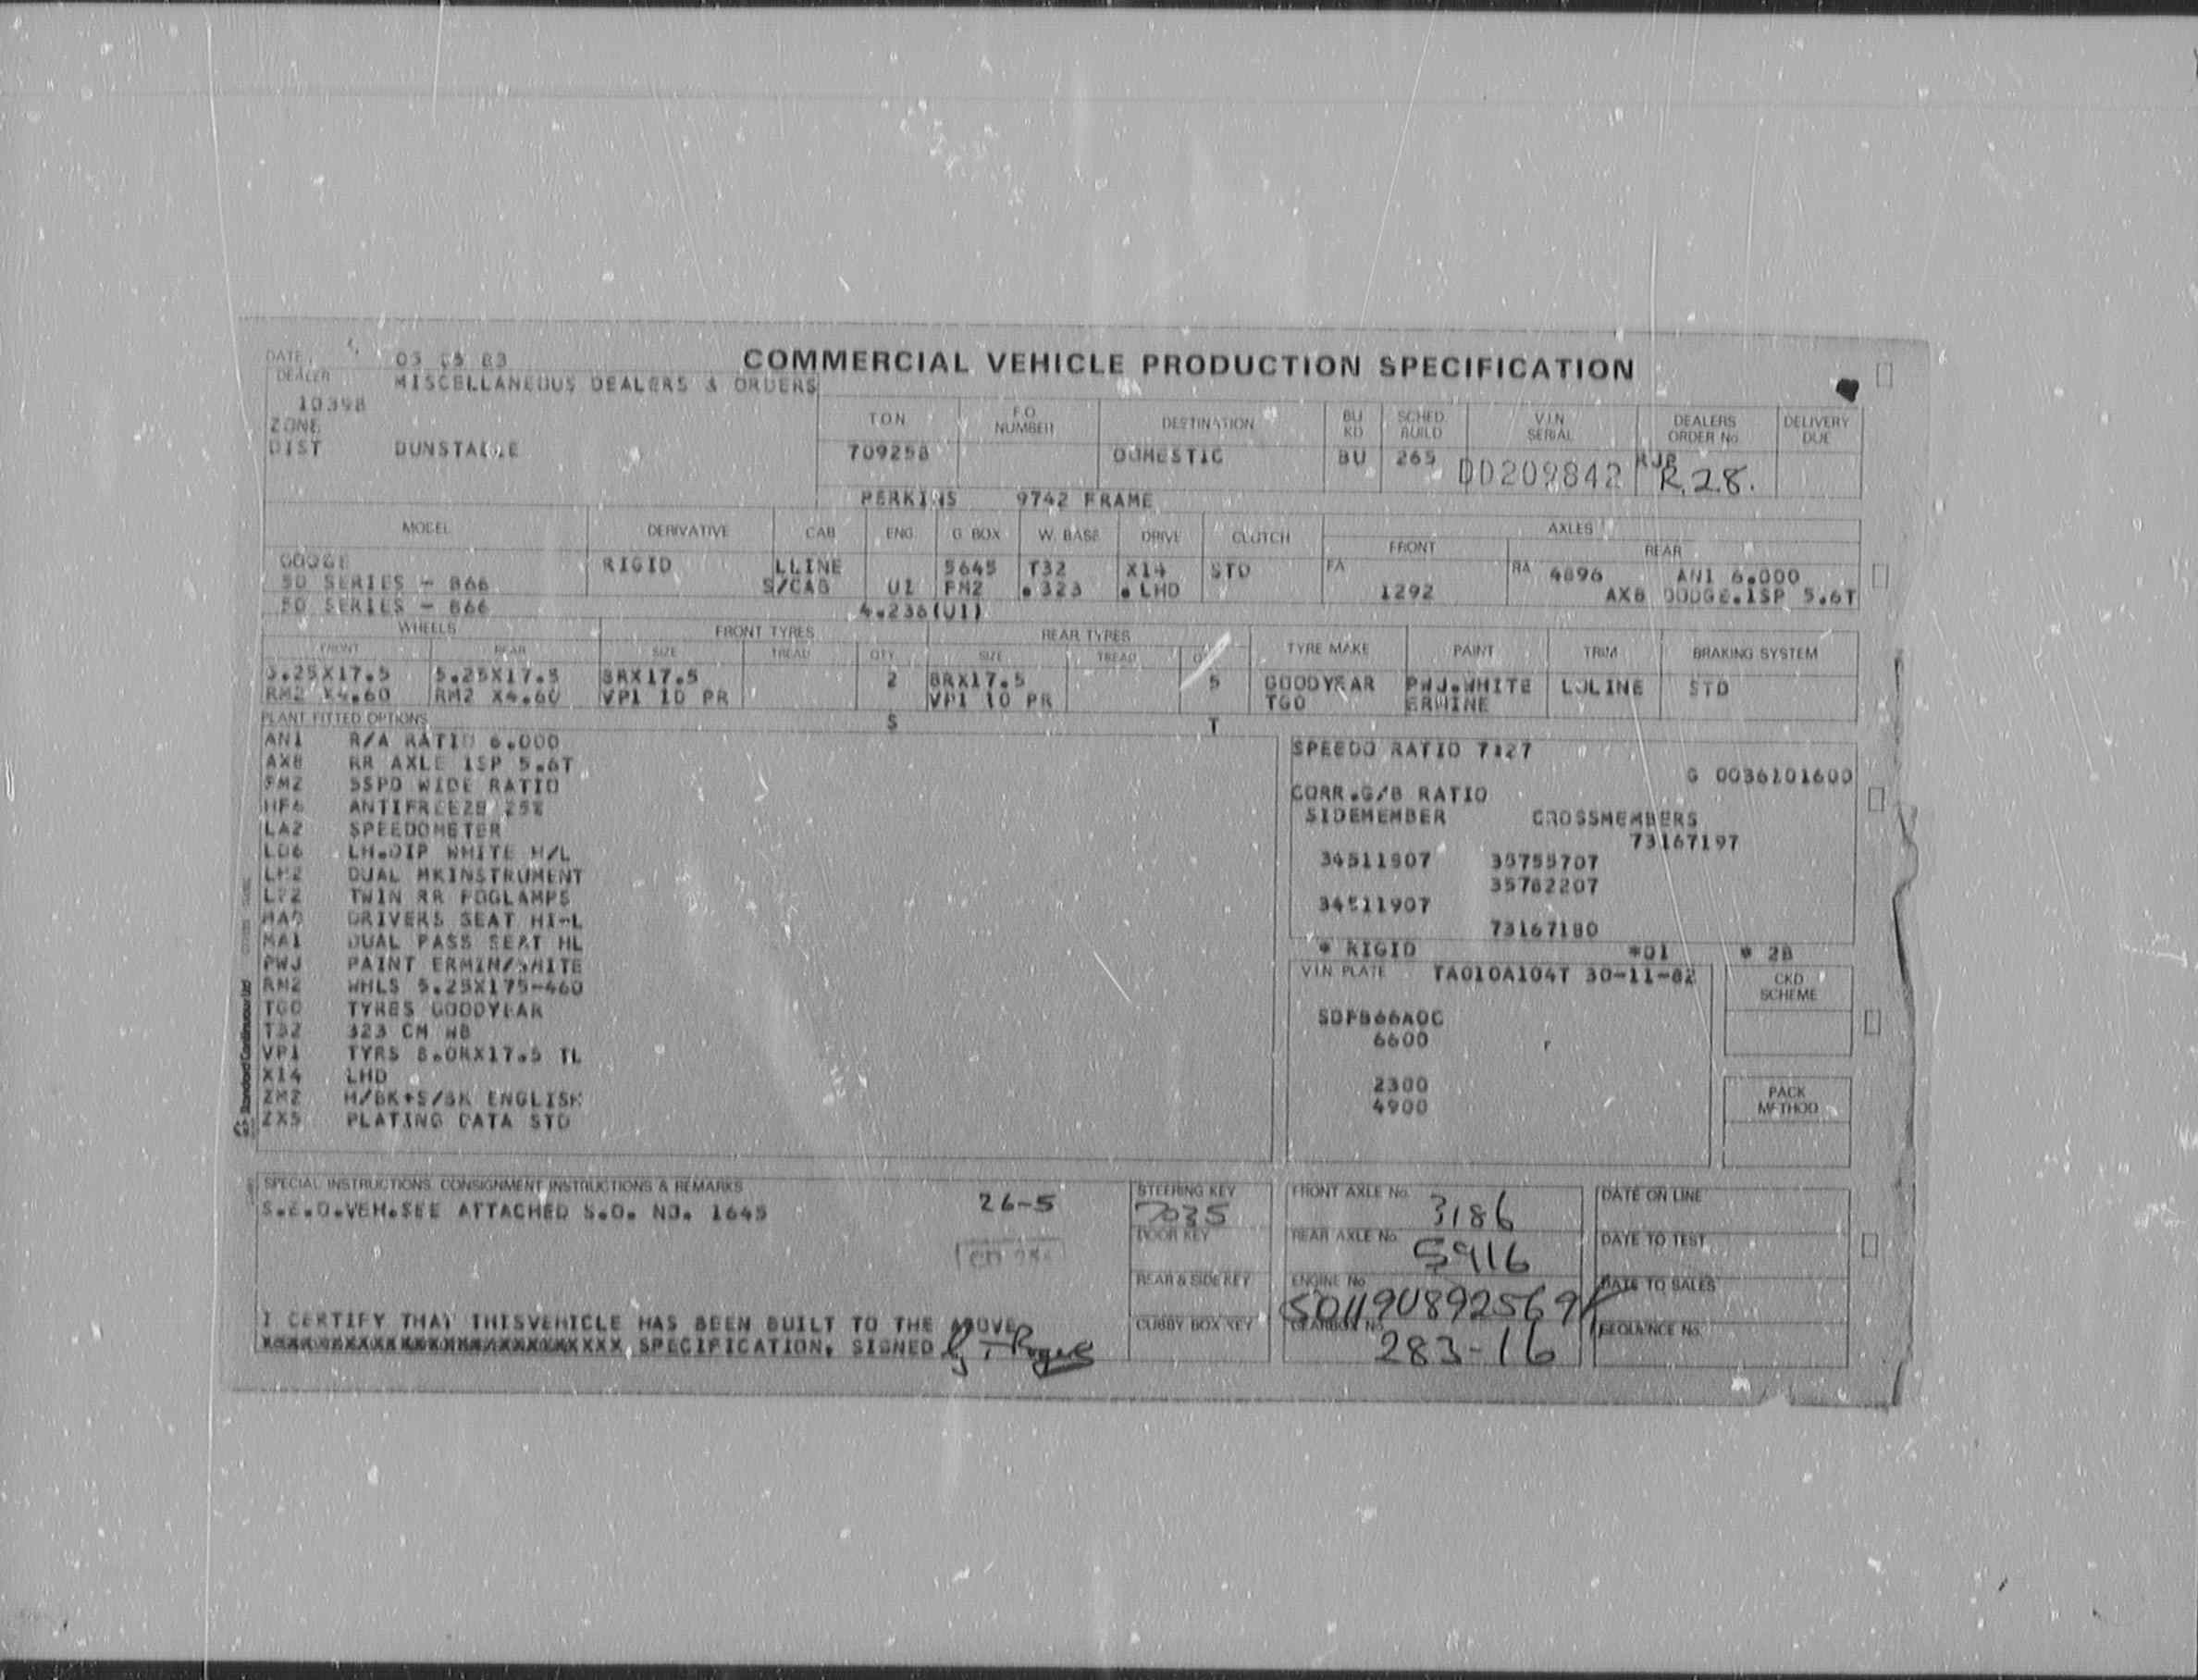 COMMERCIAL VEHICLE PRODUCTION SPECIFICATION
DATE 83
DEALER MISCELLANEOUS DEALERS & ORDERS
10398
ZONE
DIST DUNSTABLE
TON F.O. NUMBER DESTINATION BU KD SCHED. BUILD V.I.N SERIAL DEALERS ORDER No. DELIVERY DUE
709258 DOMESTIC BU 265 DD209842 RJP R.28.
PERKINS 9742 FRAME
MODEL DERIVATIVE CAB ENG. G. BOX W. BASE DRIVE CLUTCH AXLES
FRONT REAR
DODGE RIGID LLINE 5645 T32 X14 STD FA RA 4896 AN1 6.000
50 SERIES - B66 S/CAB U1 FM2 .323 . LHD 1292 AX8 DODGE.1SP 5.6T
50 SERIES - B66 4.236(U1)
WHEELS FRONT TYRES REAR TYRES TYRE MAKE PAINT TRIM BRAKING SYSTEM
FRONT REAR SIZE TREAD QTY. SIZE TREAD
5.25X17.5 5.25X17.5 8RX17.5 2 8RX17.5 5 GOODYEAR PWJ.WHITE LOLINE STD
RM2 X4.60 RM2 X4.60 VP1 10 PR VP1 10 PR TGO ERMINE
PLANT FITTED OPTIONS S T
AN1 R/A RATIO 6.000
AX8 RR AXLE 1SP 5.6T
FM2 5SPD WIDE RATIO
HF6 ANTIFREEZE 25%
LA2 SPEEDOMETER
LD6 LH.DIP WHITE H/L
DUAL MKINSTRUMENT
TWIN RR FOGLAMPS
DRIVERS SEAT HI-L
MA1 DUAL PASS SEAT HL
PWJ PAINT ERMIN/WHITE
RM2 WHLS 5.25X175-460
TGO TYRES GOODYEAR
T32 323 CM WB
VP1 TYRS 8.0RX17.5 TL
X14 LHD
ZM2 H/BK+S/BK ENGLISH
ZX5 PLATING DATA STD
SPEEDO RATIO 7127
G 0036101600
CORR.G/B RATIO
SIDEMEMBER CROSSMEMBERS
73167197
34511907 35755707
35762207
34511907
73167180
* RIGID *01 * 28
V.I.N PLATE TA010A104T 30-11-82 CKD SCHEME
SDFB66A0C
6600
2300
4900
PACK METHOD
SPECIAL INSTRUCTIONS. CONSIGNMENT INSTRUCTIONS & REMARKS
S.E.O.VEH.SEE ATTACHED S.O. NO. 1645 26-5
STEERING KEY 7035
DOOR KEY
REAR & SIDE KEY
CUBBY BOX KEY
FRONT AXLE No. 3186
REAR AXLE No. 5916
ENGINE No.
GEARBOX No. 283-16
DATE ON LINE
DATE TO TEST
DATE TO SALES
SEQUENCE No.
I CERTIFY THAT THISVEHICLE HAS BEEN BUILT TO THE ABOVE
SPECIFICATION. SIGNED